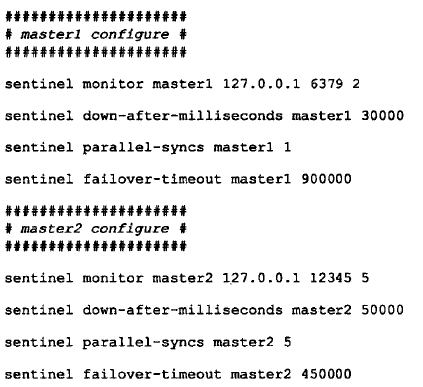 #####################
# master1 configure #
#####################
sentinel monitor master1 127.0.0.1 6379 2
sentinel down-after-milliseconds master1 30000
sentinel parallel-syncs master1 1
sentinel failover-timeout master1 900000
#####################
# master2 configure #
#####################
sentinel monitor master2 127.0.0.1 12345 5
sentinel down-after-milliseconds master2 50000
sentinel parallel-syncs master2 5
sentinel failover-timeout master2 450000